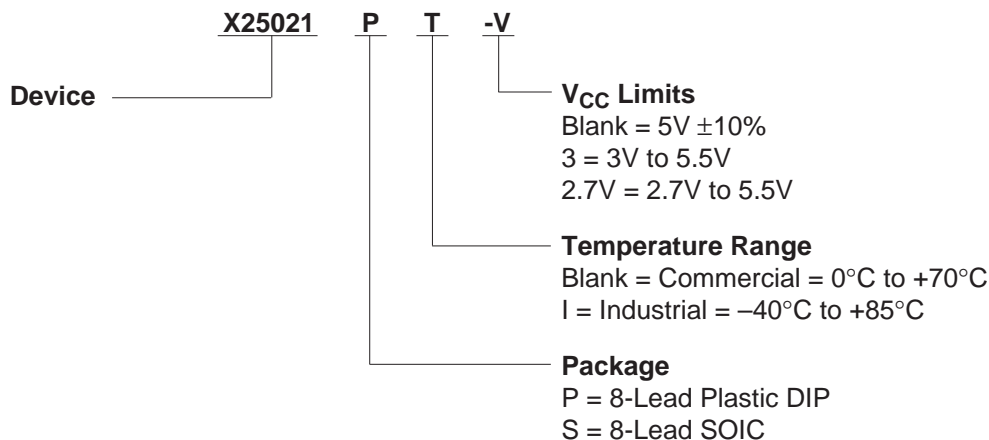 X25021 P T -V
Device
VCC Limits
Blank = 5V ±10%
3 = 3V to 5.5V
2.7V = 2.7V to 5.5V
Temperature Range
Blank = Commercial = 0°C to +70°C
I = Industrial = –40°C to +85°C
Package
P = 8-Lead Plastic DIP
S = 8-Lead SOIC